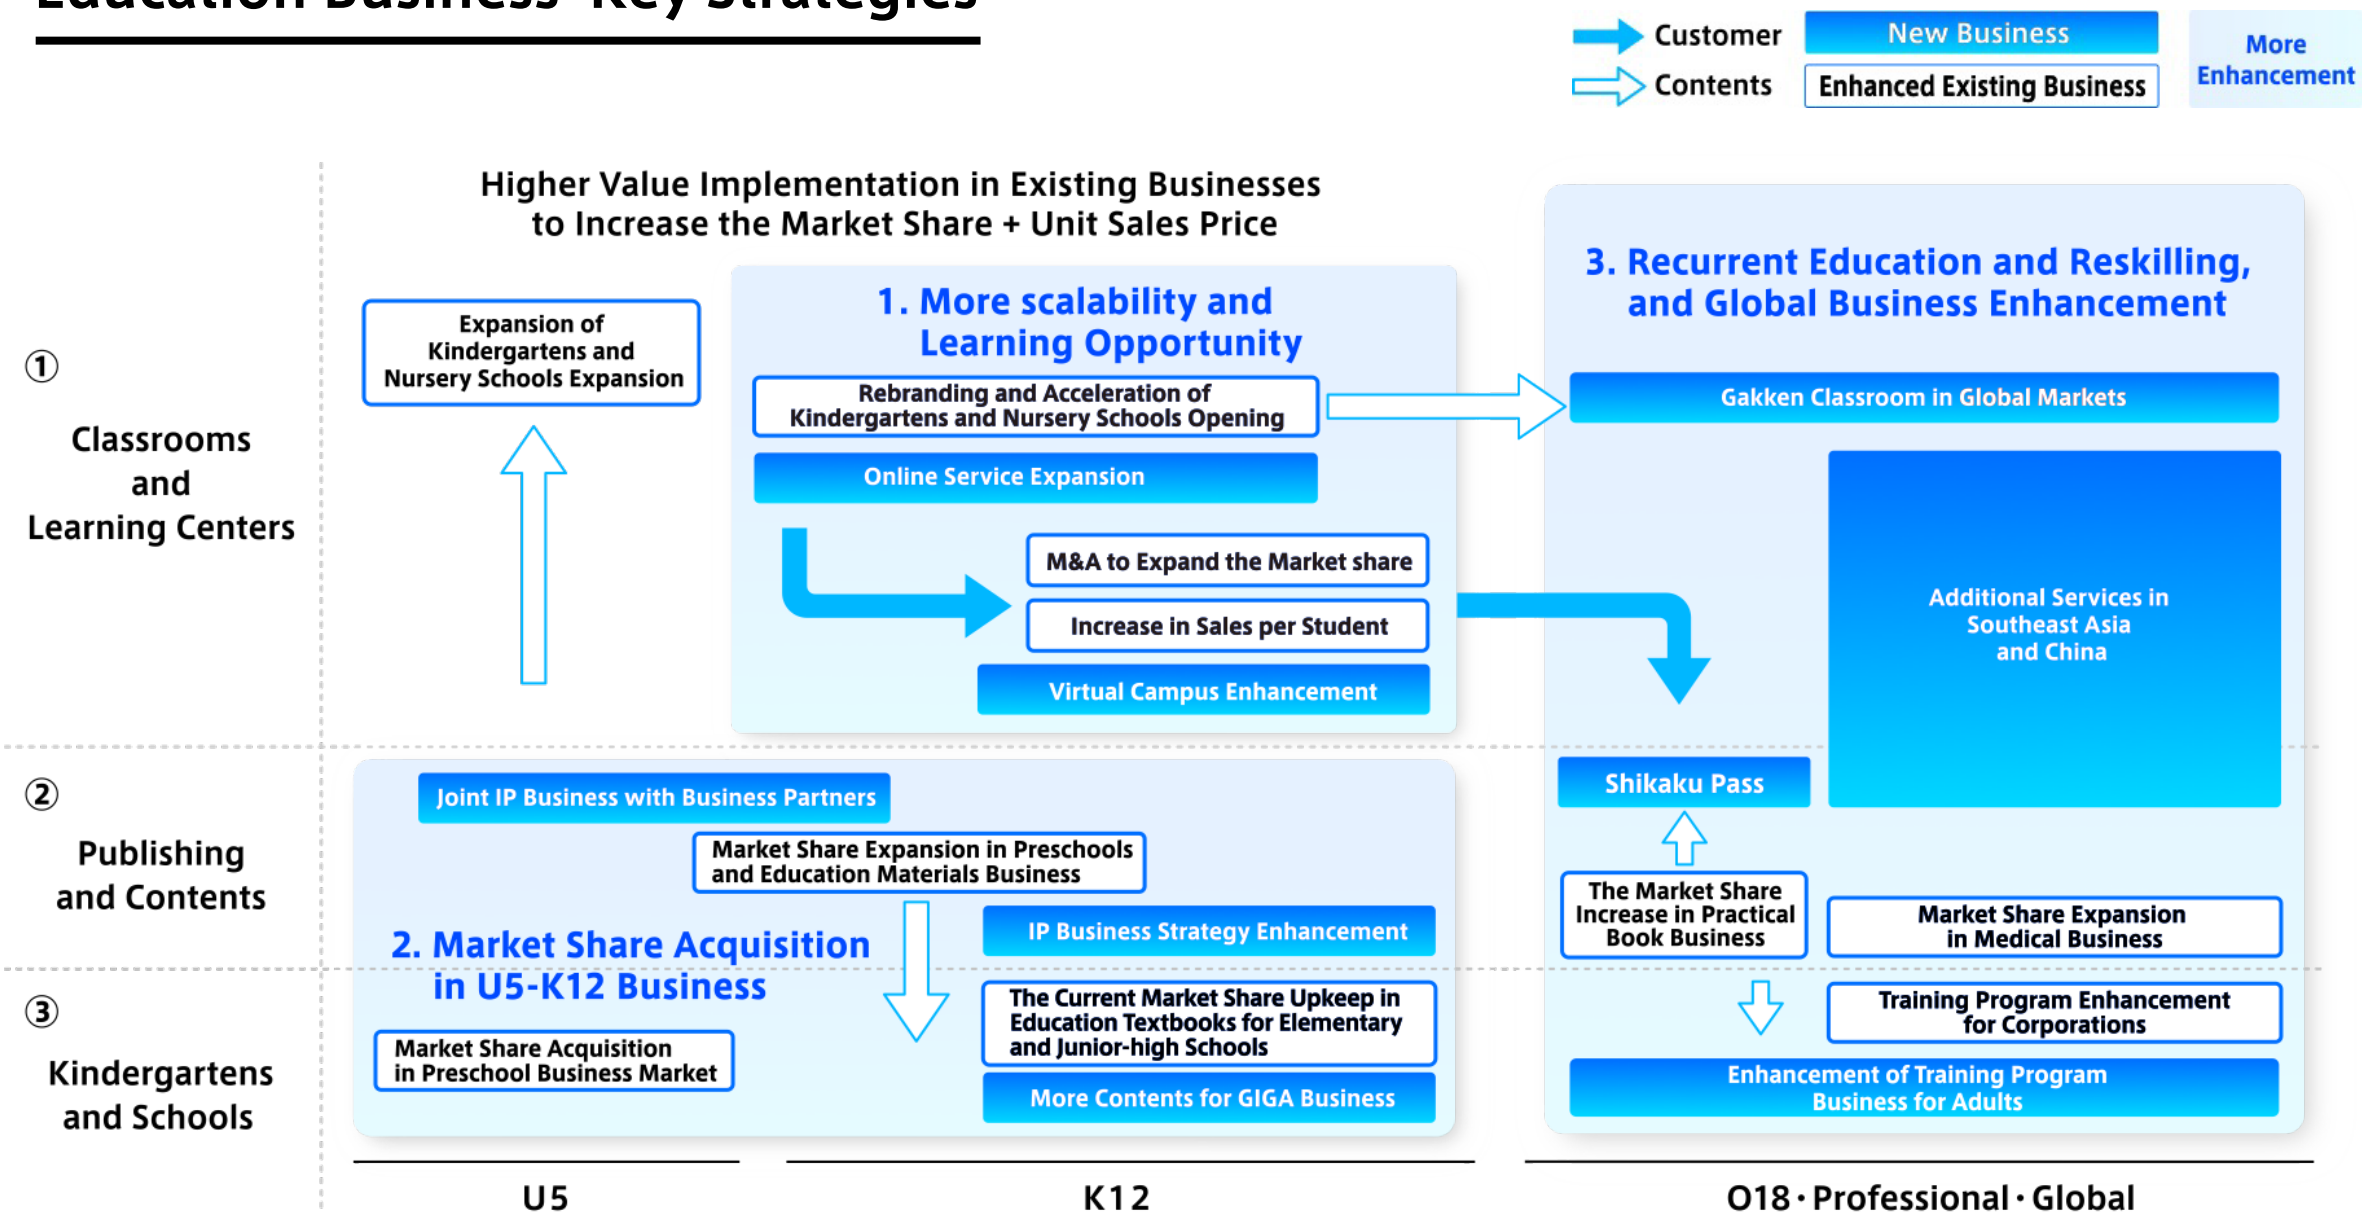 Education Business Key Strategies
Customer
New Business
More
Enhancement
Contents
Enhanced Existing Business
Higher Value Implementation in Existing Businesses
to Increase the Market Share + Unit Sales Price
①
Classrooms
and
Learning Centers
Expansion of
Kindergartens and
Nursery Schools Expansion
1. More scalability and
Learning Opportunity
Rebranding and Acceleration of
Kindergartens and Nursery Schools Opening
Online Service Expansion
M&A to Expand the Market share
Increase in Sales per Student
Virtual Campus Enhancement
3. Recurrent Education and Reskilling,
and Global Business Enhancement
Gakken Classroom in Global Markets
Additional Services in
Southeast Asia
and China
②
Publishing
and Contents
Joint IP Business with Business Partners
Market Share Expansion in Preschools
and Education Materials Business
IP Business Strategy Enhancement
2. Market Share Acquisition
in U5-K12 Business
Shikaku Pass
The Market Share
Increase in Practical
Book Business
Market Share Expansion
in Medical Business
③
Kindergartens
and Schools
Market Share Acquisition
in Preschool Business Market
The Current Market Share Upkeep in
Education Textbooks for Elementary
and Junior-high Schools
More Contents for GIGA Business
Training Program Enhancement
for Corporations
Enhancement of Training Program
Business for Adults
U5
K12
O18・Professional・Global